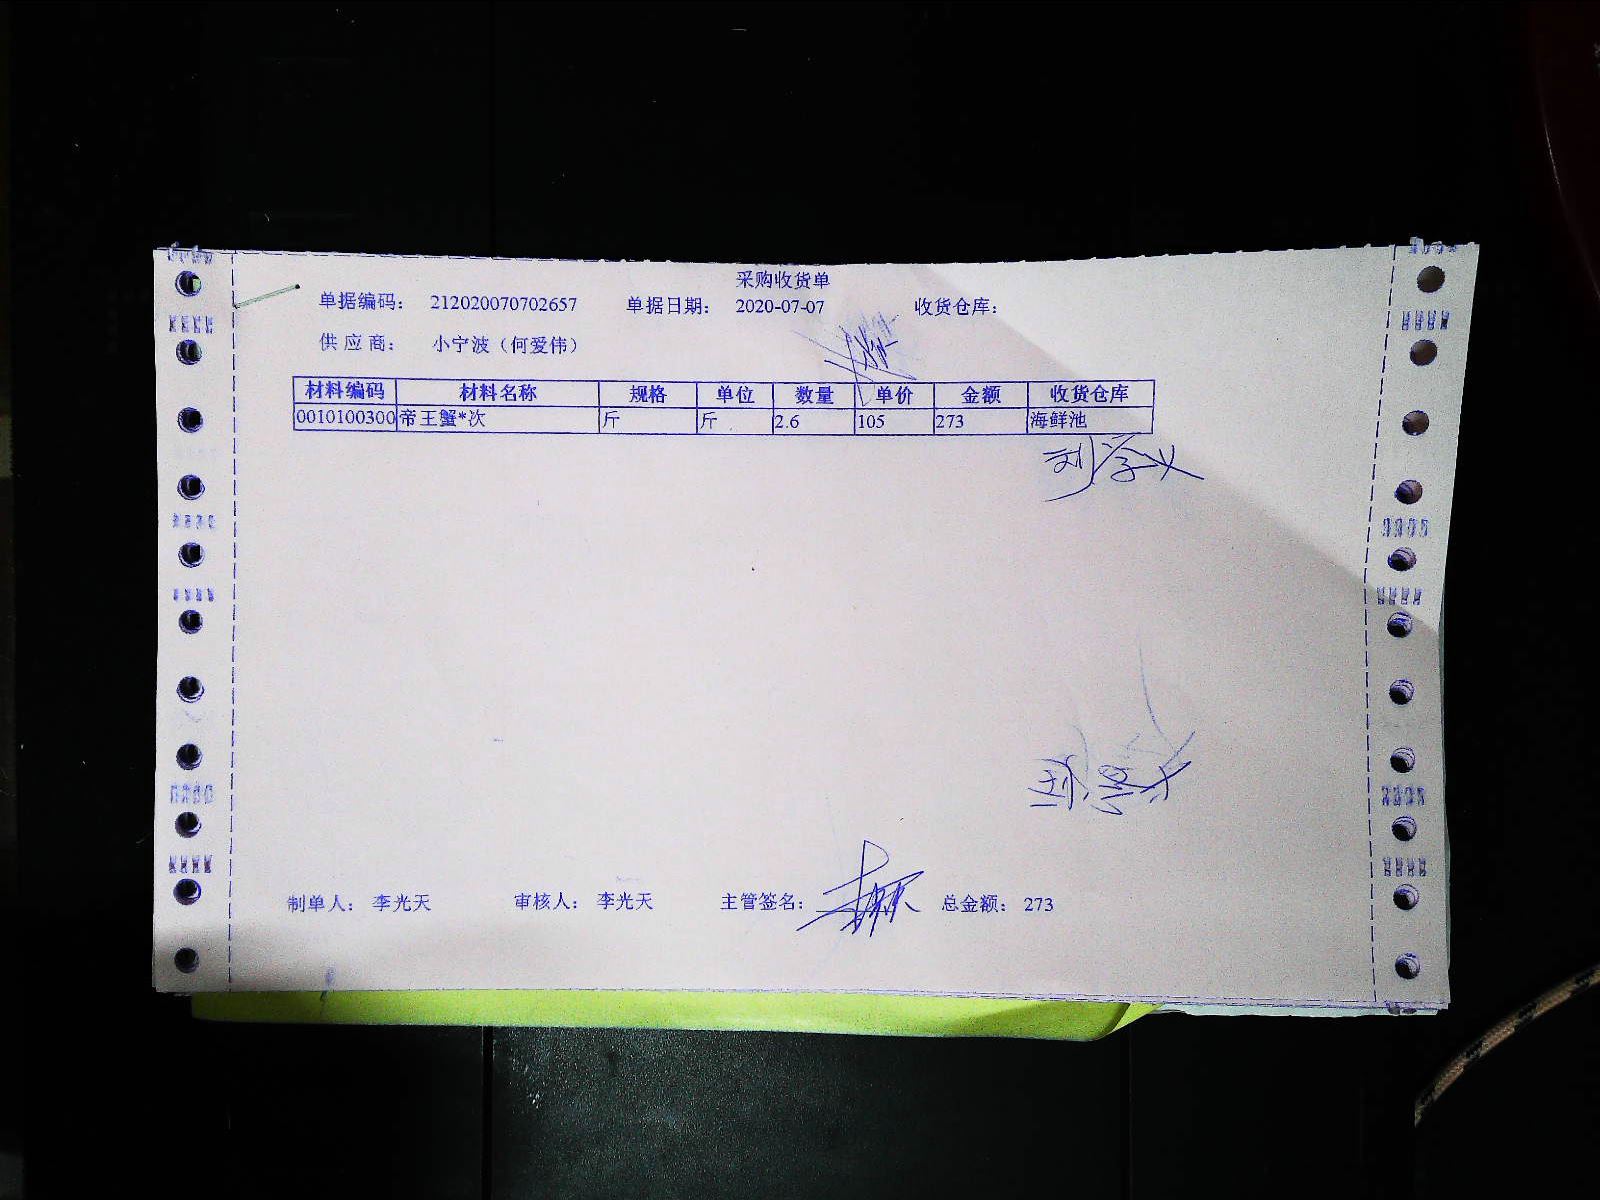 采购收货单
单据编码： 212020070702657 单据日期： 2020-07-07 收货仓库：
供 应 商： 小宁波（何爱伟）
材料编码 材料名称 规格 单位 数量 单价 金额 收货仓库
0010100300 帝王蟹*次 斤 斤 2.6 105 273 海鲜池
制单人： 李光天 审核人： 李光天 主管签名： 总金额： 273